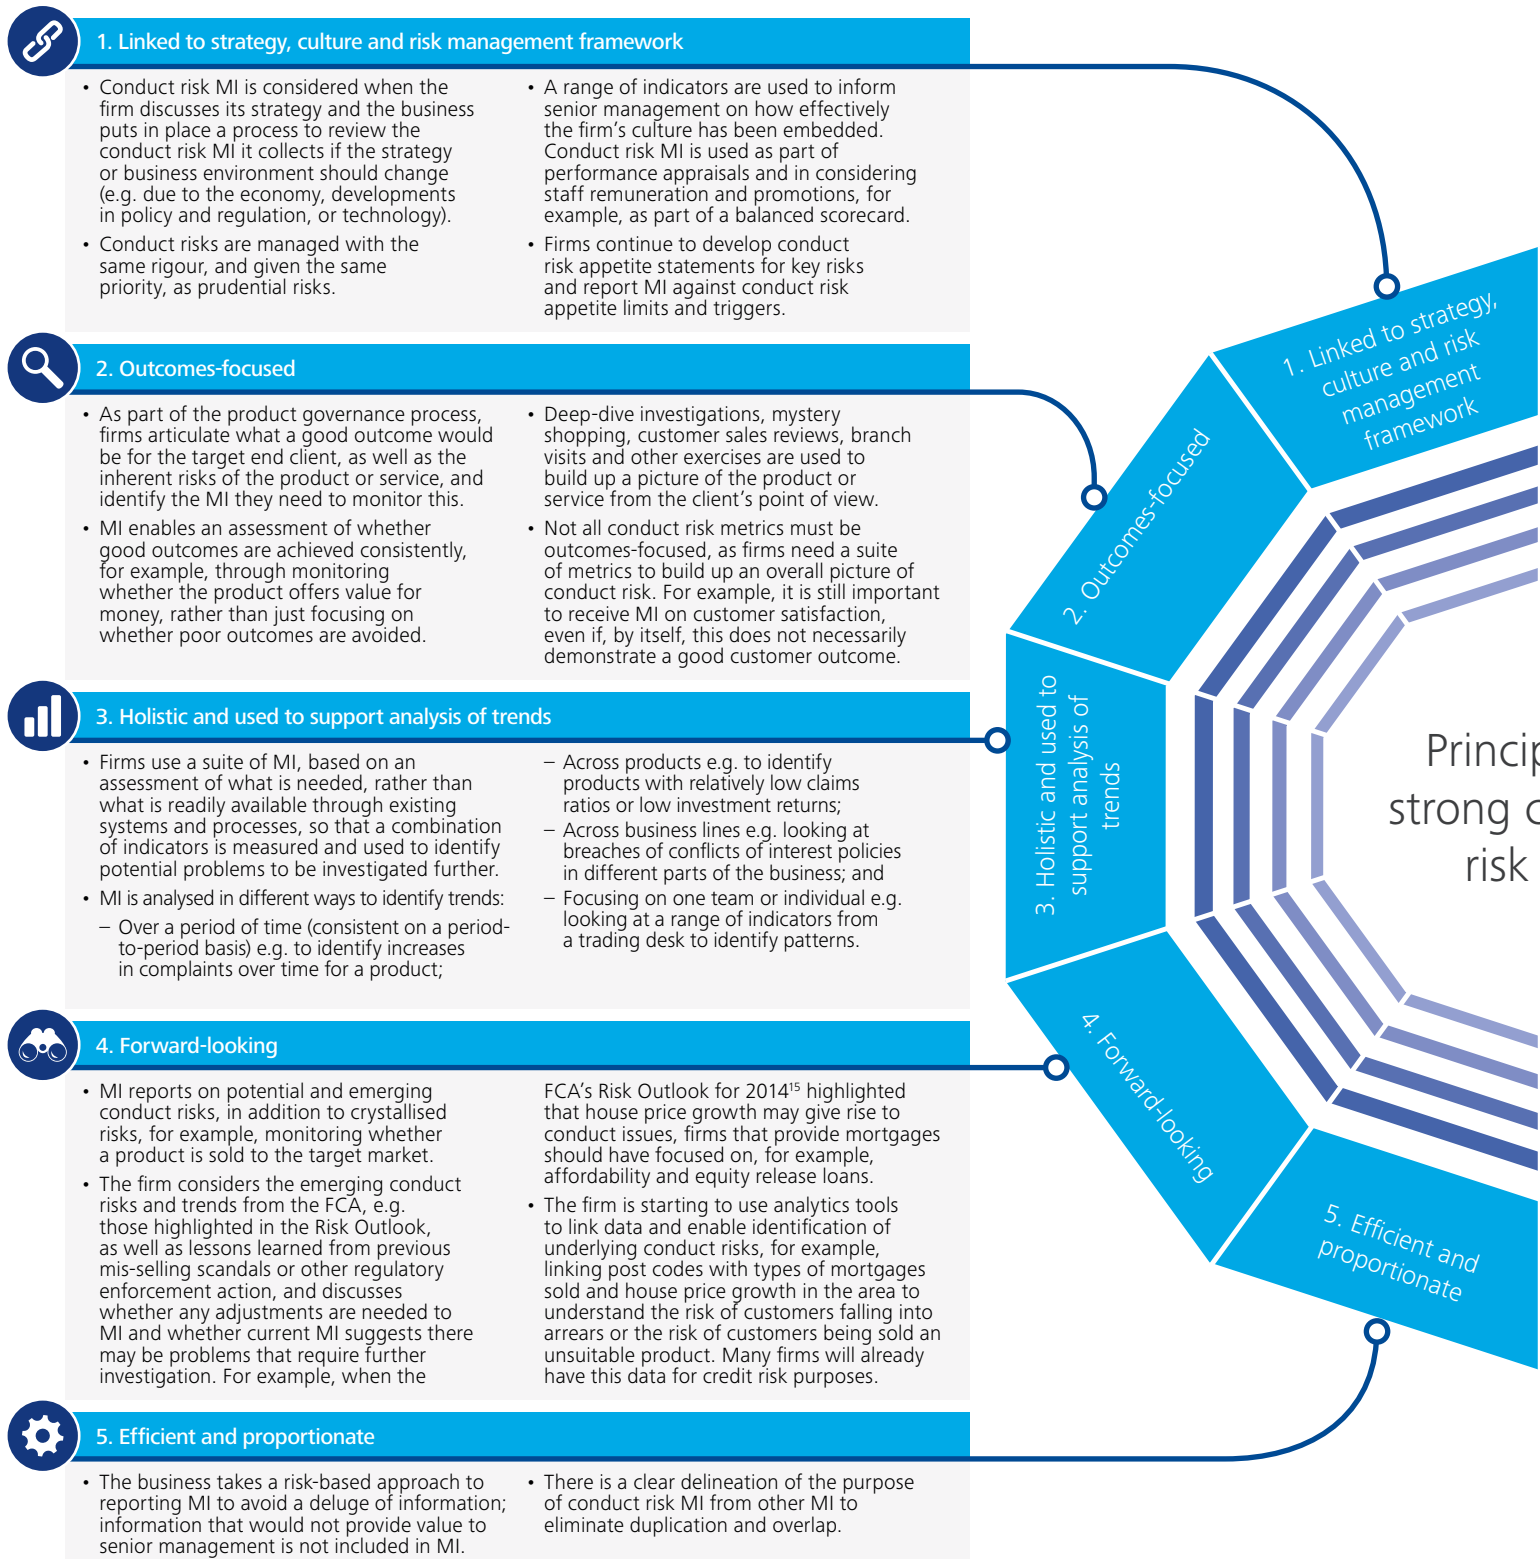 1. Linked to strategy, culture and risk management framework
• Conduct risk MI is considered when the
firm discusses its strategy and the business
puts in place a process to review the
conduct risk MI it collects if the strategy
or business environment should change
(e.g. due to the economy, developments
in policy and regulation, or technology).
• Conduct risks are managed with the
same rigour, and given the same
priority, as prudential risks.
• A range of indicators are used to inform
senior management on how effectively
the firm's culture has been embedded.
Conduct risk MI is used as part of
performance appraisals and in considering
staff remuneration and promotions, for
example, as part of a balanced scorecard.
• Firms continue to develop conduct
risk appetite statements for key risks
and report MI against conduct risk
appetite limits and triggers.
2. Outcomes-focused
• As part of the product governance process,
firms articulate what a good outcome would
be for the target end client, as well as the
inherent risks of the product or service, and
identify the MI they need to monitor this.
• MI enables an assessment of whether
good outcomes are achieved consistently,
for example, through monitoring
whether the product offers value for
money, rather than just focusing on
whether poor outcomes are avoided.
• Deep-dive investigations, mystery
shopping, customer sales reviews, branch
visits and other exercises are used to
build up a picture of the product or
service from the client's point of view.
• Not all conduct risk metrics must be
outcomes-focused, as firms need a suite
of metrics to build up an overall picture of
conduct risk. For example, it is still important
to receive MI on customer satisfaction,
even if, by itself, this does not necessarily
demonstrate a good customer outcome.
3. Holistic and used to support analysis of trends
• Firms use a suite of MI, based on an
assessment of what is needed, rather than
what is readily available through existing
systems and processes, so that a combination
of indicators is measured and used to identify
potential problems to be investigated further.
• MI is analysed in different ways to identify trends:
– Over a period of time (consistent on a period-
to-period basis) e.g. to identify increases
in complaints over time for a product;
– Across products e.g. to identify
products with relatively low claims
ratios or low investment returns;
– Across business lines e.g. looking at
breaches of conflicts of interest policies
in different parts of the business; and
– Focusing on one team or individual e.g.
looking at a range of indicators from
a trading desk to identify patterns.
4. Forward-looking
• MI reports on potential and emerging
conduct risks, in addition to crystallised
risks, for example, monitoring whether
a product is sold to the target market.
• The firm considers the emerging conduct
risks and trends from the FCA, e.g.
those highlighted in the Risk Outlook,
as well as lessons learned from previous
mis-selling scandals or other regulatory
enforcement action, and discusses
whether any adjustments are needed to
MI and whether current MI suggests there
may be problems that require further
investigation. For example, when the
FCA's Risk Outlook for 2014¹⁵ highlighted
that house price growth may give rise to
conduct issues, firms that provide mortgages
should have focused on, for example,
affordability and equity release loans.
• The firm is starting to use analytics tools
to link data and enable identification of
underlying conduct risks, for example,
linking post codes with types of mortgages
sold and house price growth in the area to
understand the risk of customers falling into
arrears or the risk of customers being sold an
unsuitable product. Many firms will already
have this data for credit risk purposes.
5. Efficient and proportionate
• The business takes a risk-based approach to
reporting MI to avoid a deluge of information;
information that would not provide value to
senior management is not included in MI.
• There is a clear delineation of the purpose
of conduct risk MI from other MI to
eliminate duplication and overlap.
1. Linked to strategy,
culture and risk
management
framework
2. Outcomes-focused
3. Holistic and used to
support analysis of
trends
4. Forward-looking
5. Efficient and
proportionate
Princip
strong c
risk